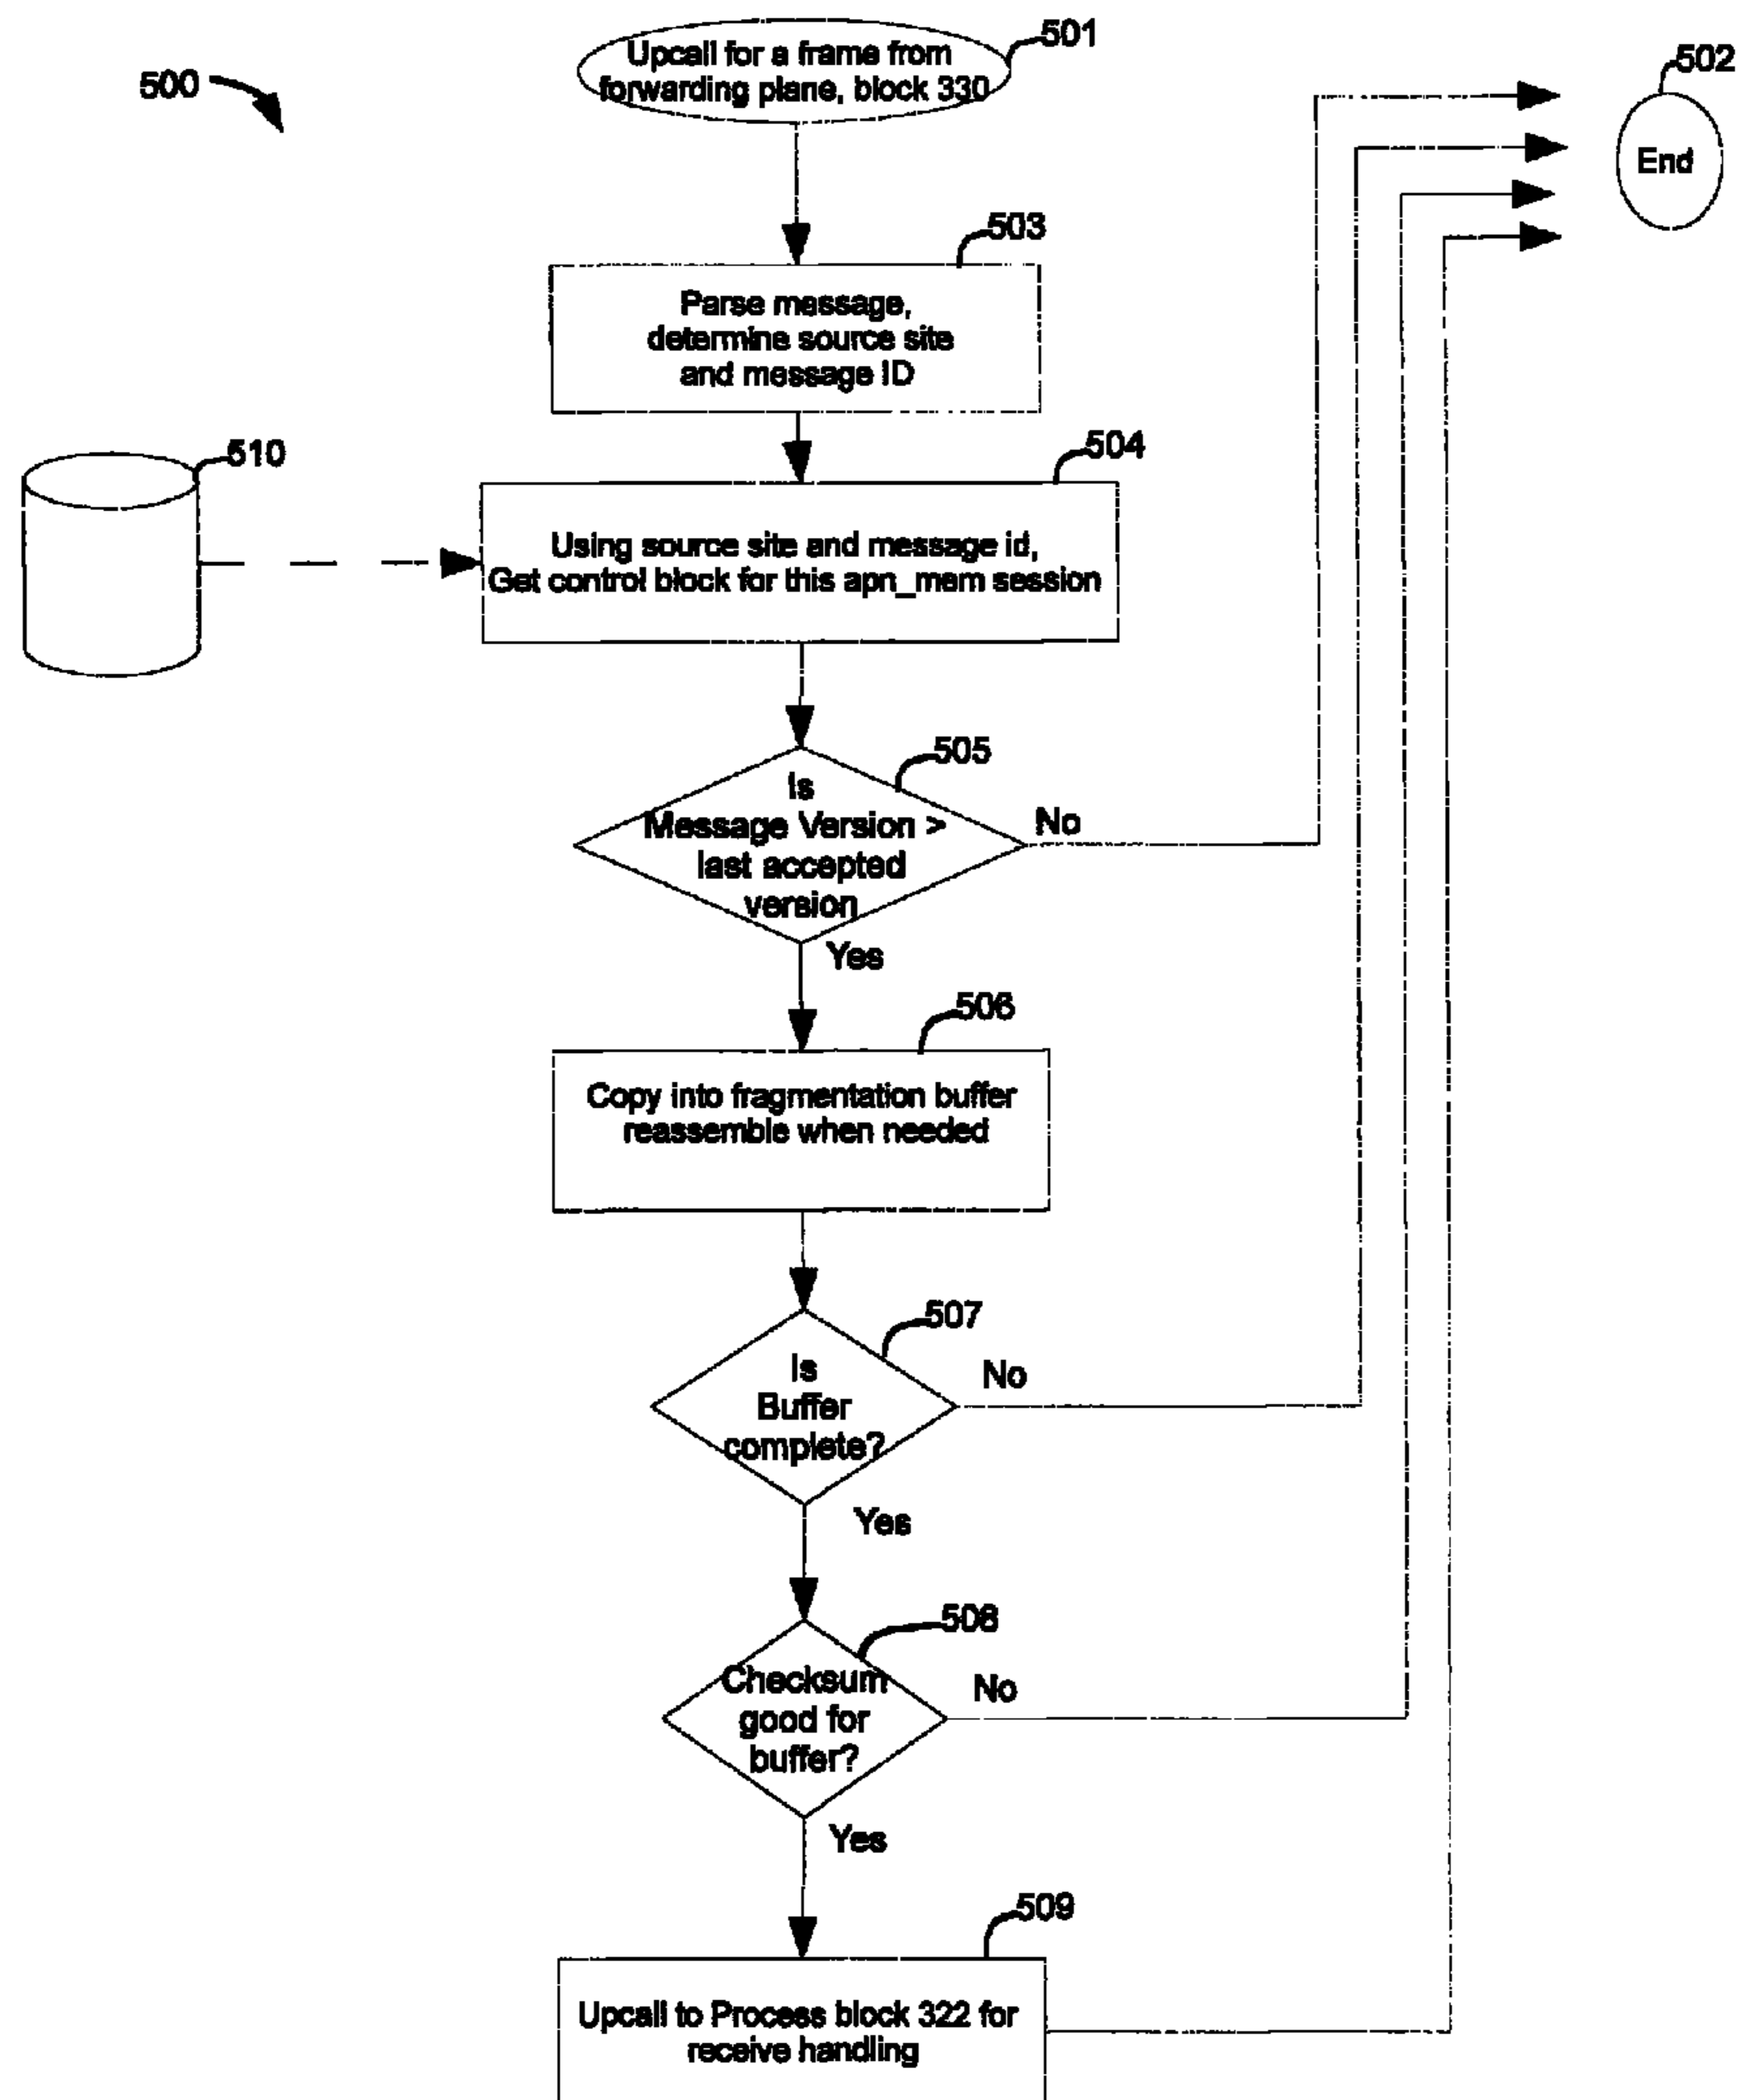 501
Upcall for a frame from
forwarding plane, block 330
500
502
End
503
Parse message,
determine source site
and message ID
510
504
Using source site and message id,
Get control block for this apn_mem session
505
Is
Message Version >
last accepted
version
No
Yes
506
Copy into fragmentation buffer
reassemble when needed
507
Is
Buffer
complete?
No
Yes
508
Checksum
good for
buffer?
No
Yes
509
Upcall to Process block 322 for
receive handling